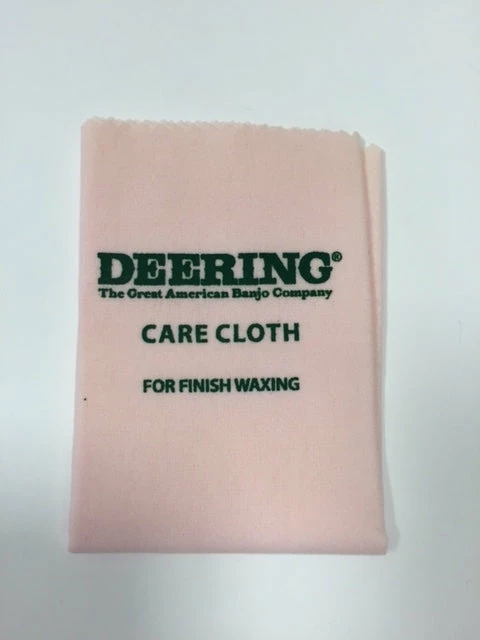 DEERING®
The Great American Banjo Company
CARE CLOTH
FOR FINISH WAXING